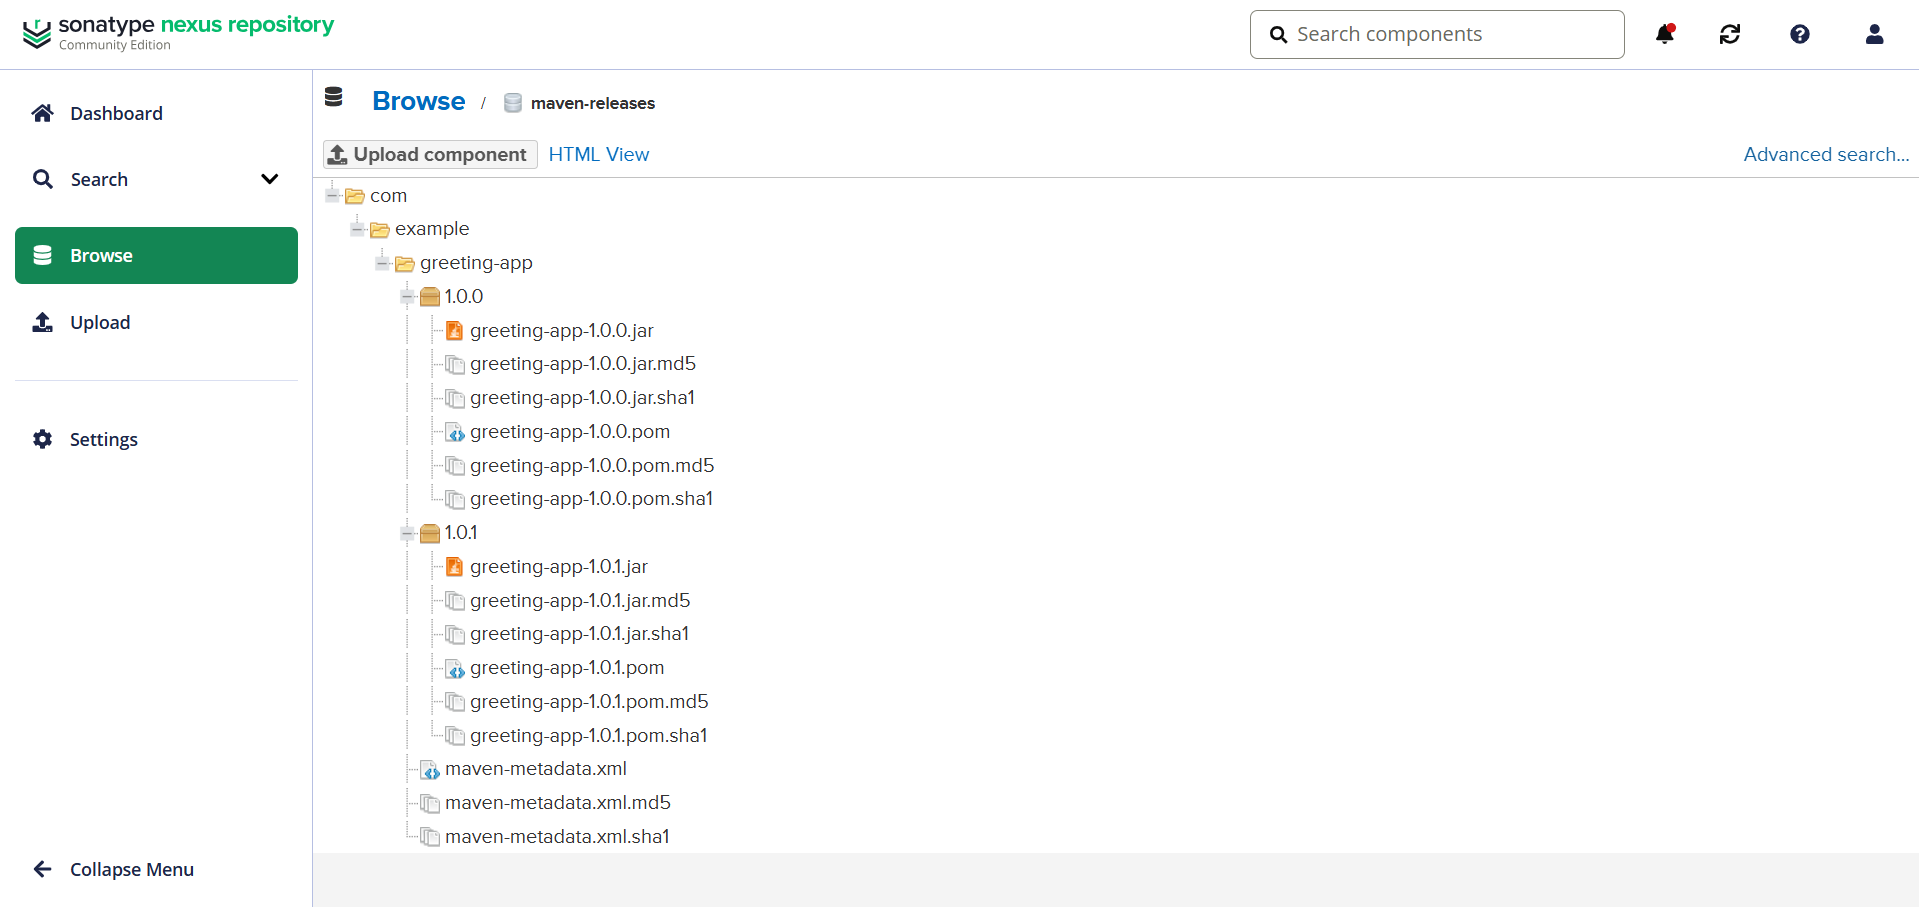 sonatype nexus repository
Community Edition
Search components
Dashboard
Search
Browse
Upload
Settings
Collapse Menu
Browse / maven-releases
Upload component HTML View Advanced search...
com
example
greeting-app
1.0.0
greeting-app-1.0.0.jar
greeting-app-1.0.0.jar.md5
greeting-app-1.0.0.jar.sha1
greeting-app-1.0.0.pom
greeting-app-1.0.0.pom.md5
greeting-app-1.0.0.pom.sha1
1.0.1
greeting-app-1.0.1.jar
greeting-app-1.0.1.jar.md5
greeting-app-1.0.1.jar.sha1
greeting-app-1.0.1.pom
greeting-app-1.0.1.pom.md5
greeting-app-1.0.1.pom.sha1
maven-metadata.xml
maven-metadata.xml.md5
maven-metadata.xml.sha1